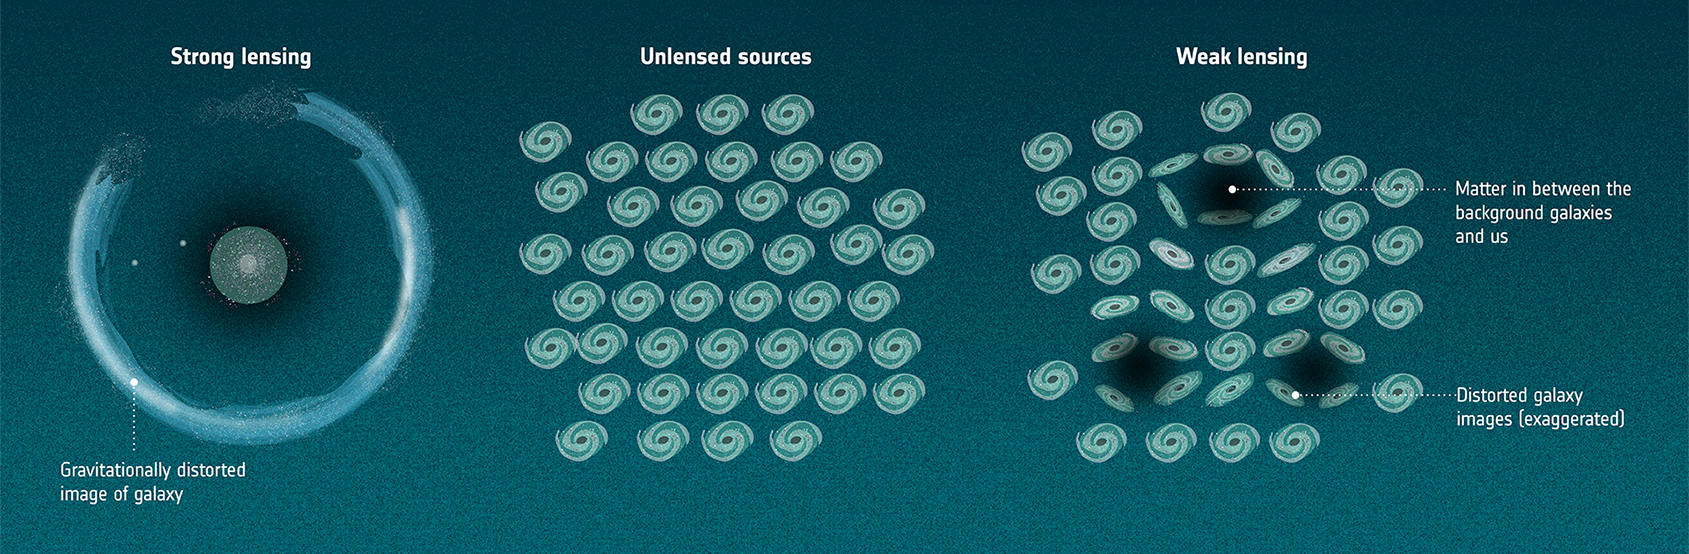 Strong lensing
Unlensed sources
Weak lensing
Matter in between the
background galaxies
and us
Distorted galaxy
images (exaggerated)
Gravitationally distorted
image of galaxy